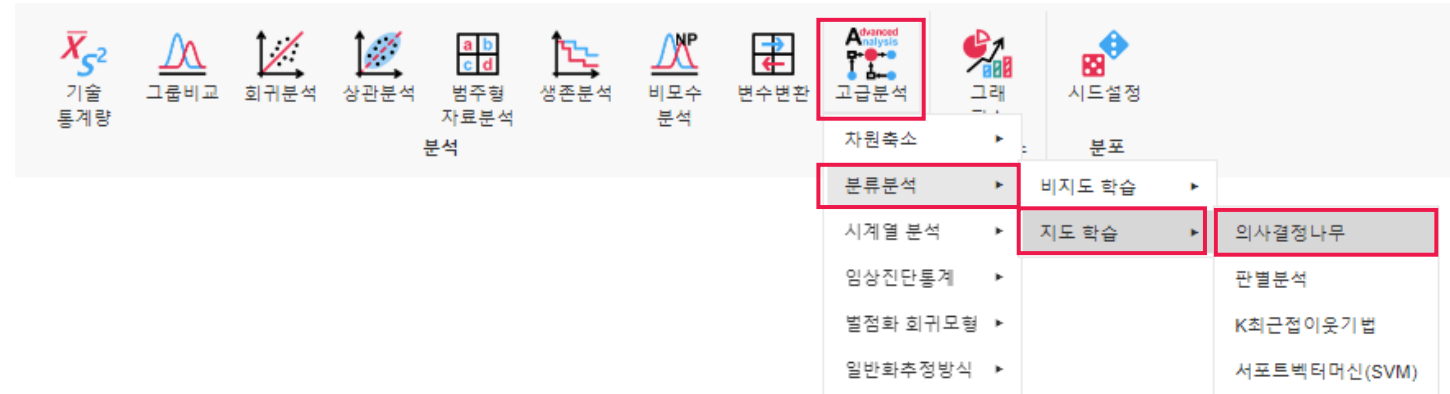 X S²
NP
a b
c d
Advanced
Analysis
기술
통계량
그룹비교
회귀분석
상관분석
범주형
자료분석
생존분석
비모수
분석
변수변환
고급분석
그래
시드설정
분석
분포
차원축소
분류분석
비지도 학습
시계열 분석
지도 학습
의사결정나무
임상진단통계
판별분석
별점화 회귀모형
K최근접이웃기법
일반화추정방식
서포트벡터머신(SVM)